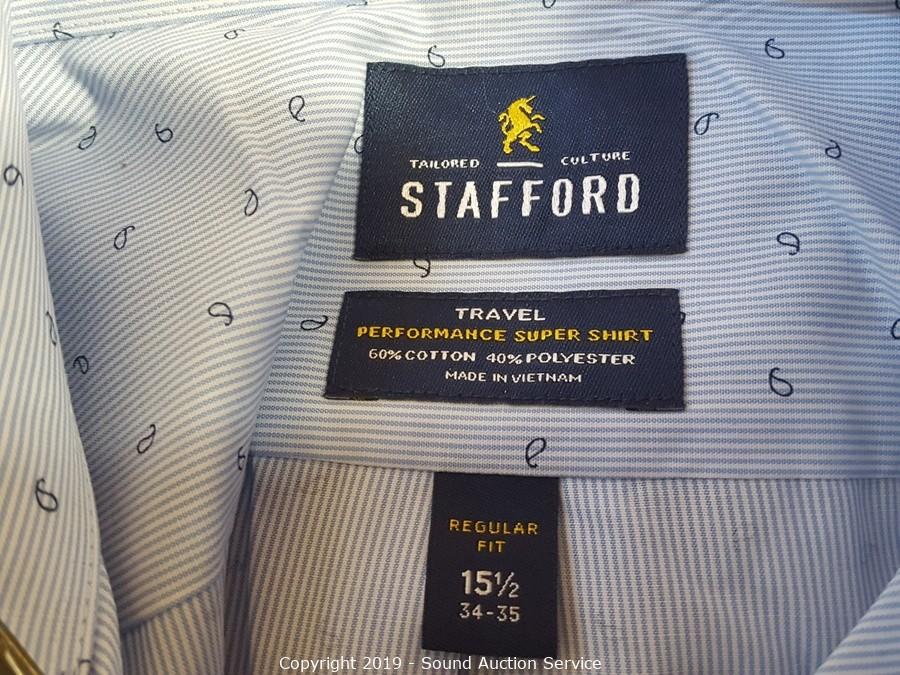 TAILORED CULTURE
STAFFORD
TRAVEL
PERFORMANCE SUPER SHIRT
60% COTTON 40% POLYESTER
MADE IN VIETNAM
REGULAR
FIT
15½
34-35
Copyright 2019 - Sound Auction Service